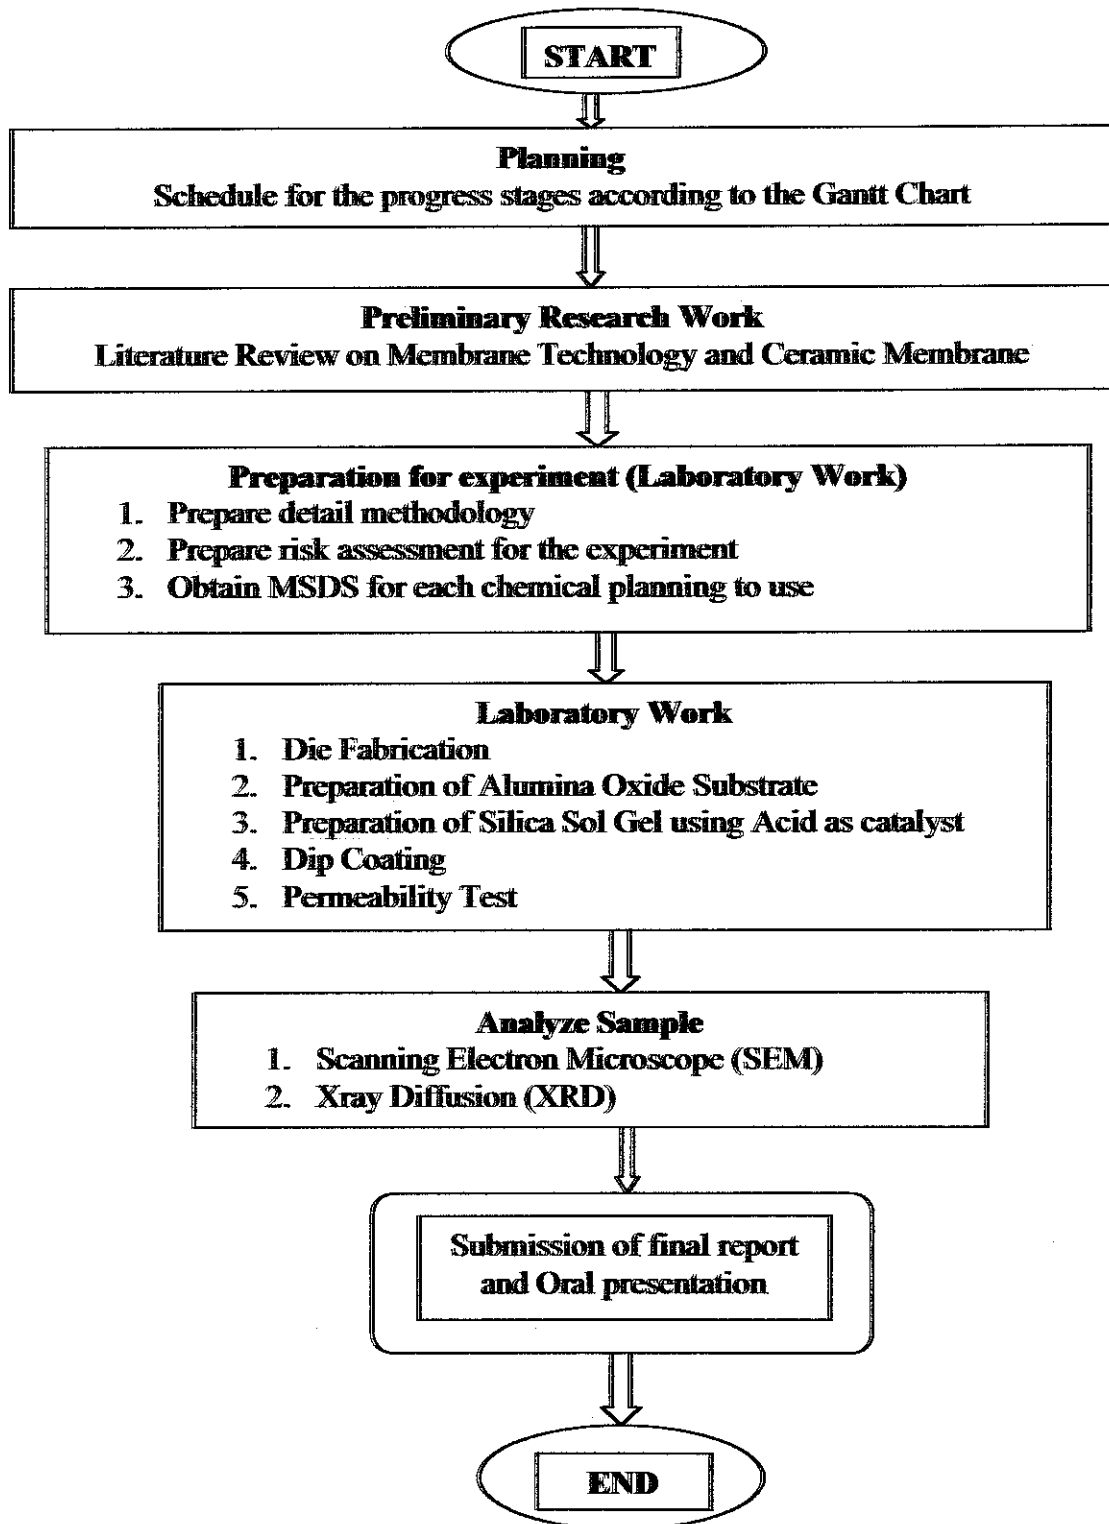 START
Planning
Schedule for the progress stages according to the Gantt Chart
Preliminary Research Work
Literature Review on Membrane Technology and Ceramic Membrane
Preparation for experiment (Laboratory Work)
1. Prepare detail methodology
2. Prepare risk assessment for the experiment
3. Obtain MSDS for each chemical planning to use
Laboratory Work
1. Die Fabrication
2. Preparation of Alumina Oxide Substrate
3. Preparation of Silica Sol Gel using Acid as catalyst
4. Dip Coating
5. Permeability Test
Analyze Sample
1. Scanning Electron Microscope (SEM)
2. Xray Diffusion (XRD)
Submission of final report
and Oral presentation
END